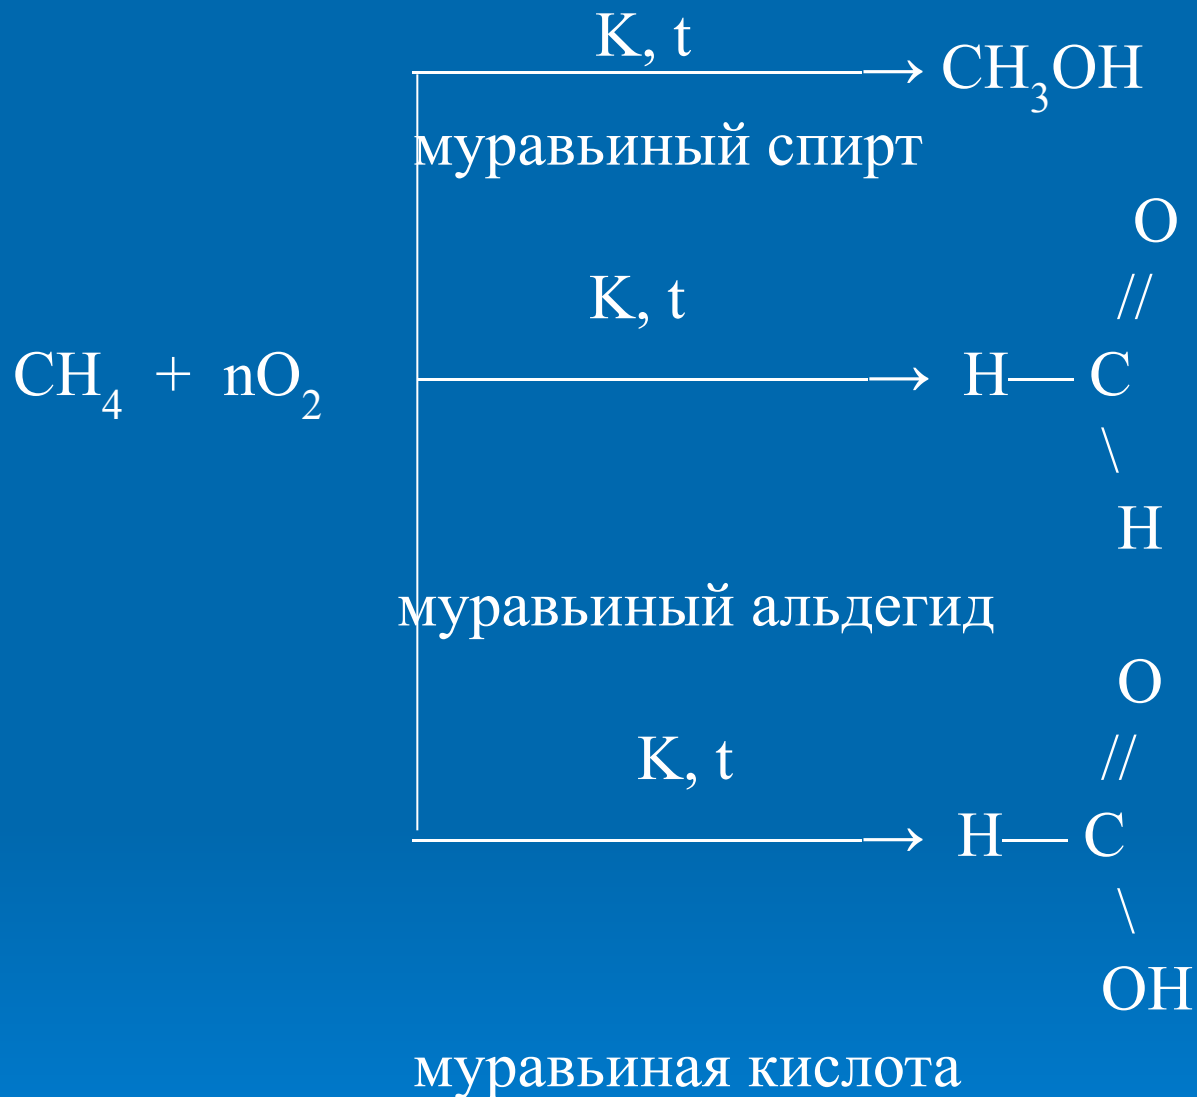 K, t
→ CH₃OH
муравьиный спирт
O
K, t //
CH₄ + nO₂ → H— C
\
H
муравьиный альдегид
O
K, t //
→ H— C
\
OH
муравьиная кислота